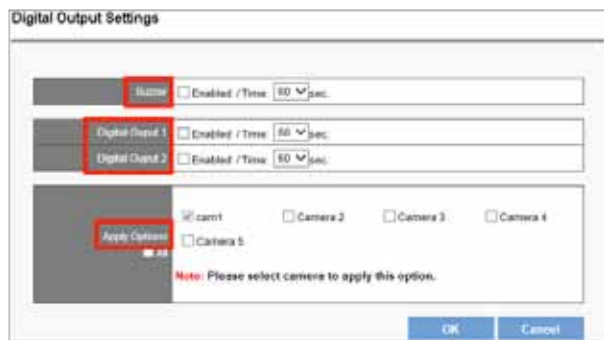 Digital Output Settings
Buzzer Enabled / Time: 60 sec.
Digital Ouput 1 Enabled / Time: 60 sec.
Digital Ouput 2 Enabled / Time: 60 sec.
Apply Options
All
cam1 Camera 2 Camera 3 Camera 4
Camera 5
Note: Please select camera to apply this option.
OK Cancel